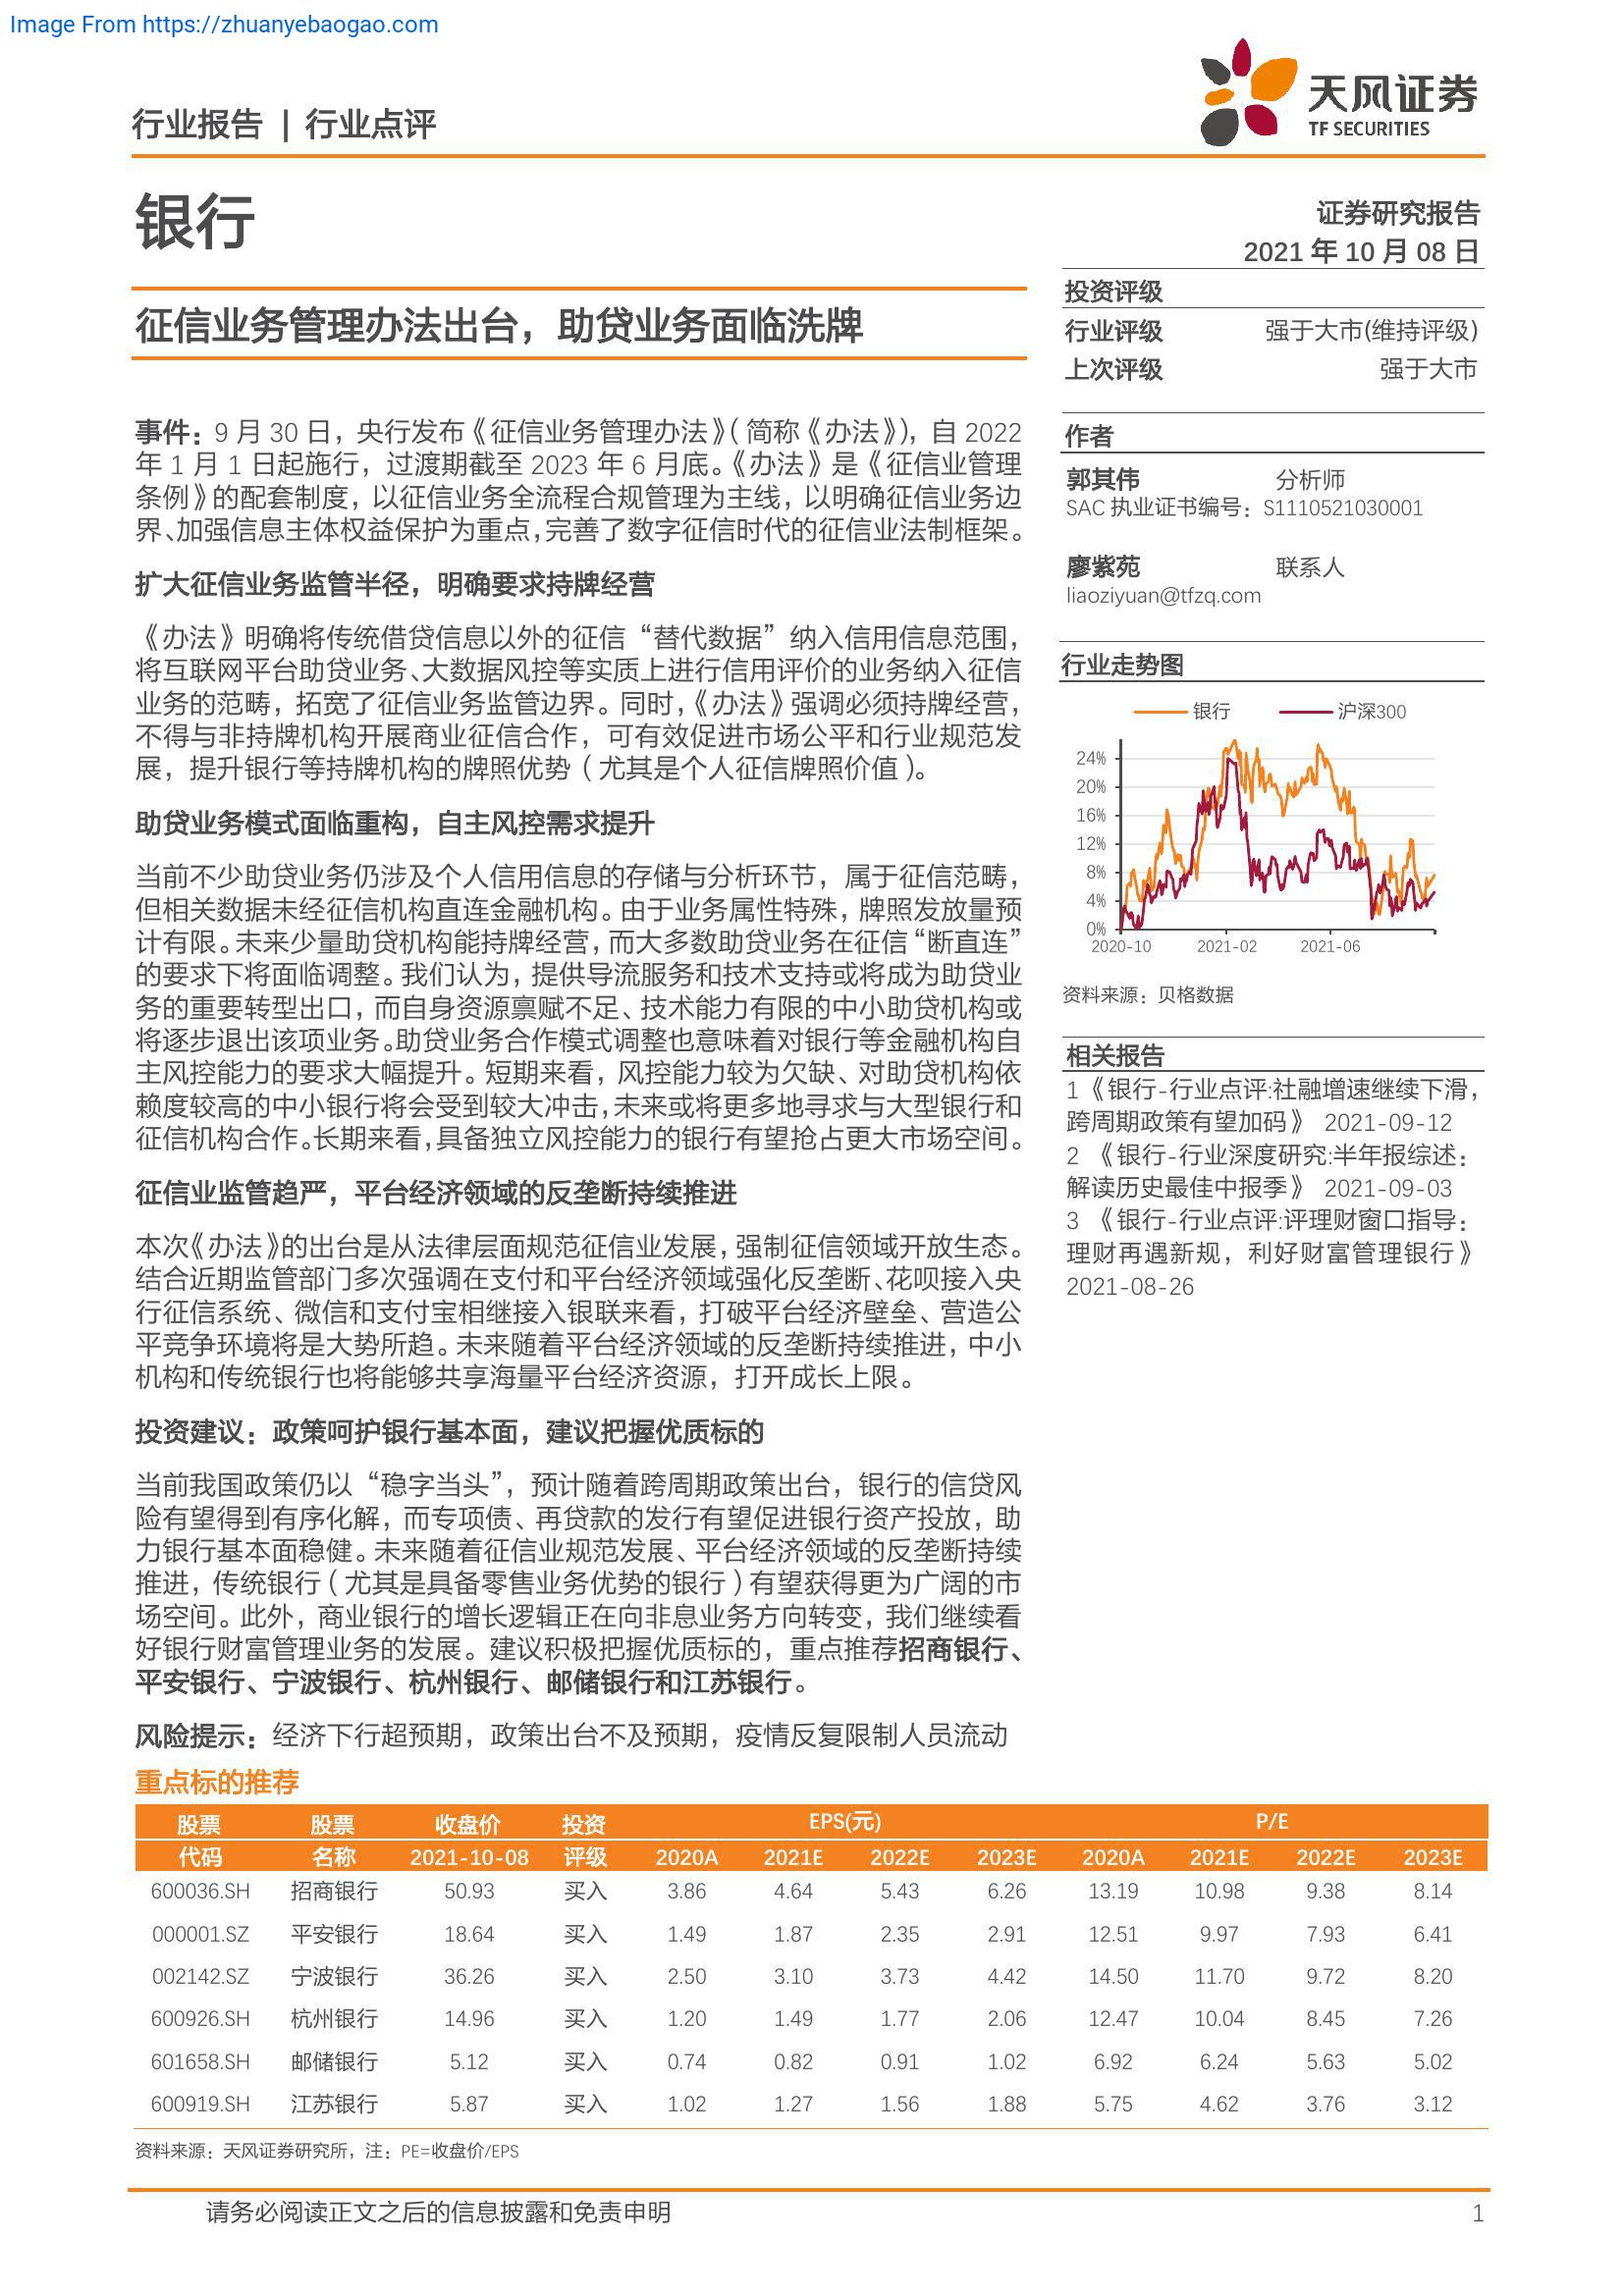 Image From https://zhuanyebaogao.com
天风证券
TF SECURITIES
行业报告 | 行业点评
银行
证券研究报告
2021 年 10 月 08 日
征信业务管理办法出台，助贷业务面临洗牌
投资评级
行业评级 强于大市(维持评级)
上次评级 强于大市
作者
郭其伟 分析师
SAC 执业证书编号：S1110521030001
廖紫苑 联系人
liaoziyuan@tfzq.com
行业走势图
银行 沪深300
24%
20%
16%
12%
8%
4%
0%
2020-10 2021-02 2021-06
资料来源：贝格数据
相关报告
1《银行-行业点评:社融增速继续下滑，
跨周期政策有望加码》 2021-09-12
2 《银行-行业深度研究:半年报综述：
解读历史最佳中报季》 2021-09-03
3 《银行-行业点评:评理财窗口指导：
理财再遇新规，利好财富管理银行》
2021-08-26
事件：9 月 30 日，央行发布《征信业务管理办法》（简称《办法》），自 2022
年 1 月 1 日起施行，过渡期截至 2023 年 6 月底。《办法》是《征信业管理
条例》的配套制度，以征信业务全流程合规管理为主线，以明确征信业务边
界、加强信息主体权益保护为重点，完善了数字征信时代的征信业法制框架。
扩大征信业务监管半径，明确要求持牌经营
《办法》明确将传统借贷信息以外的征信“替代数据”纳入信用信息范围，
将互联网平台助贷业务、大数据风控等实质上进行信用评价的业务纳入征信
业务的范畴，拓宽了征信业务监管边界。同时，《办法》强调必须持牌经营，
不得与非持牌机构开展商业征信合作，可有效促进市场公平和行业规范发
展，提升银行等持牌机构的牌照优势（尤其是个人征信牌照价值）。
助贷业务模式面临重构，自主风控需求提升
当前不少助贷业务仍涉及个人信用信息的存储与分析环节，属于征信范畴，
但相关数据未经征信机构直连金融机构。由于业务属性特殊，牌照发放量预
计有限。未来少量助贷机构能持牌经营，而大多数助贷业务在征信“断直连”
的要求下将面临调整。我们认为，提供导流服务和技术支持或将成为助贷业
务的重要转型出口，而自身资源禀赋不足、技术能力有限的中小助贷机构或
将逐步退出该项业务。助贷业务合作模式调整也意味着对银行等金融机构自
主风控能力的要求大幅提升。短期来看，风控能力较为欠缺、对助贷机构依
赖度较高的中小银行将会受到较大冲击，未来或将更多地寻求与大型银行和
征信机构合作。长期来看，具备独立风控能力的银行有望抢占更大市场空间。
征信业监管趋严，平台经济领域的反垄断持续推进
本次《办法》的出台是从法律层面规范征信业发展，强制征信领域开放生态。
结合近期监管部门多次强调在支付和平台经济领域强化反垄断、花呗接入央
行征信系统、微信和支付宝相继接入银联来看，打破平台经济壁垒、营造公
平竞争环境将是大势所趋。未来随着平台经济领域的反垄断持续推进，中小
机构和传统银行也将能够共享海量平台经济资源，打开成长上限。
投资建议：政策呵护银行基本面，建议把握优质标的
当前我国政策仍以“稳字当头”，预计随着跨周期政策出台，银行的信贷风
险有望得到有序化解，而专项债、再贷款的发行有望促进银行资产投放，助
力银行基本面稳健。未来随着征信业规范发展、平台经济领域的反垄断持续
推进，传统银行（尤其是具备零售业务优势的银行）有望获得更为广阔的市
场空间。此外，商业银行的增长逻辑正在向非息业务方向转变，我们继续看
好银行财富管理业务的发展。建议积极把握优质标的，重点推荐招商银行、
平安银行、宁波银行、杭州银行、邮储银行和江苏银行。
风险提示：经济下行超预期，政策出台不及预期，疫情反复限制人员流动
重点标的推荐
股票 股票 收盘价 投资 EPS(元) P/E
代码 名称 2021-10-08 评级 2020A 2021E 2022E 2023E 2020A 2021E 2022E 2023E
600036.SH 招商银行 50.93 买入 3.86 4.64 5.43 6.26 13.19 10.98 9.38 8.14
000001.SZ 平安银行 18.64 买入 1.49 1.87 2.35 2.91 12.51 9.97 7.93 6.41
002142.SZ 宁波银行 36.26 买入 2.50 3.10 3.73 4.42 14.50 11.70 9.72 8.20
600926.SH 杭州银行 14.96 买入 1.20 1.49 1.77 2.06 12.47 10.04 8.45 7.26
601658.SH 邮储银行 5.12 买入 0.74 0.82 0.91 1.02 6.92 6.24 5.63 5.02
600919.SH 江苏银行 5.87 买入 1.02 1.27 1.56 1.88 5.75 4.62 3.76 3.12
资料来源：天风证券研究所，注：PE=收盘价/EPS
请务必阅读正文之后的信息披露和免责申明 1